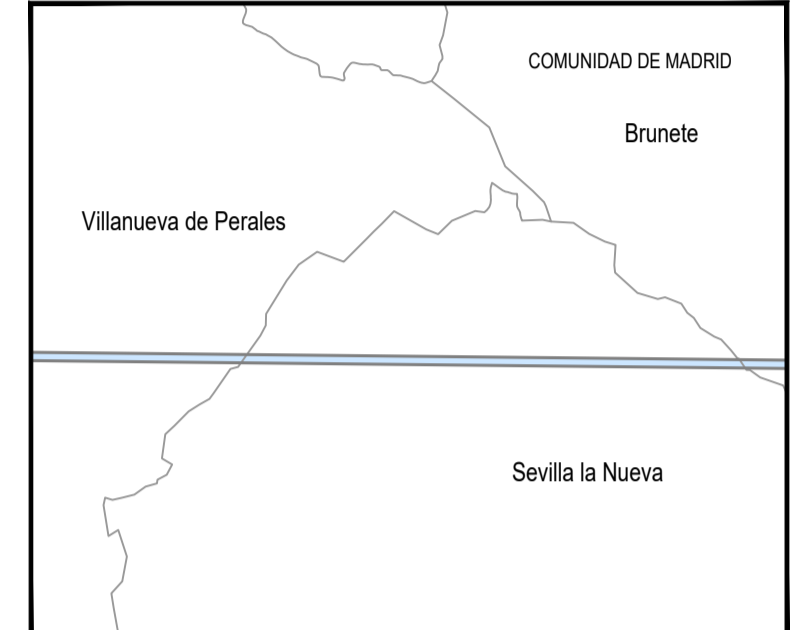 COMUNIDAD DE MADRID
Brunete
Villanueva de Perales
Sevilla la Nueva